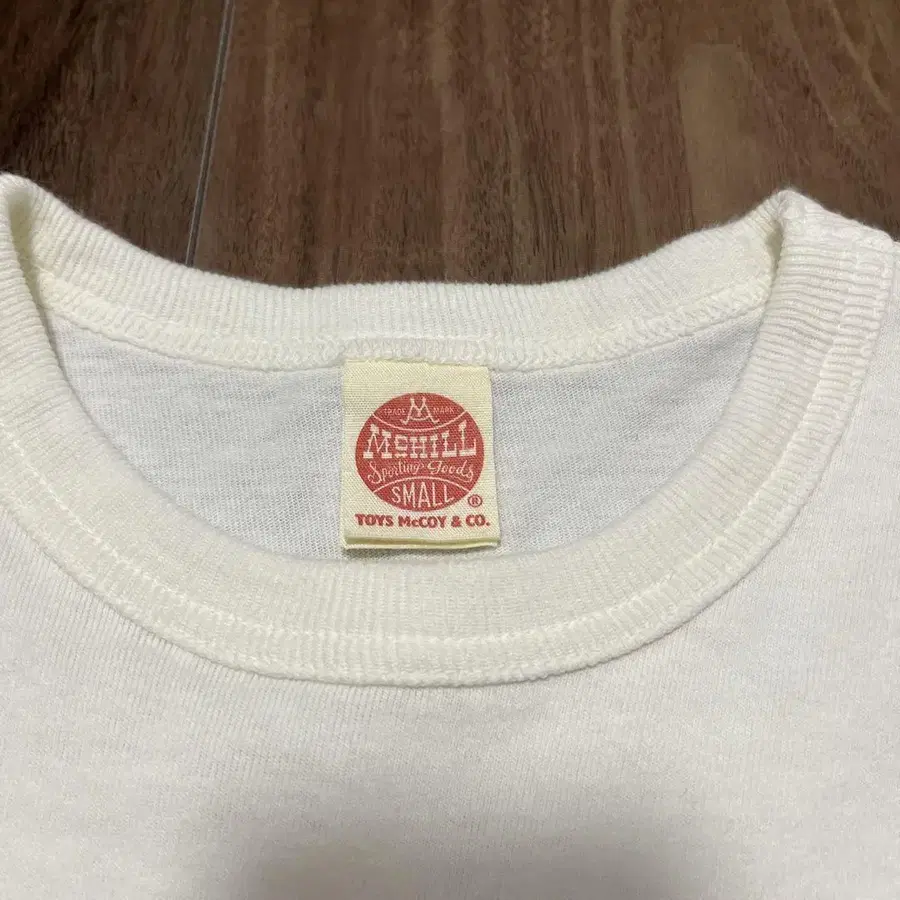 TRADE M MARK
McHILL
Sporting Goods
SMALL ®
TOYS McCOY & CO.